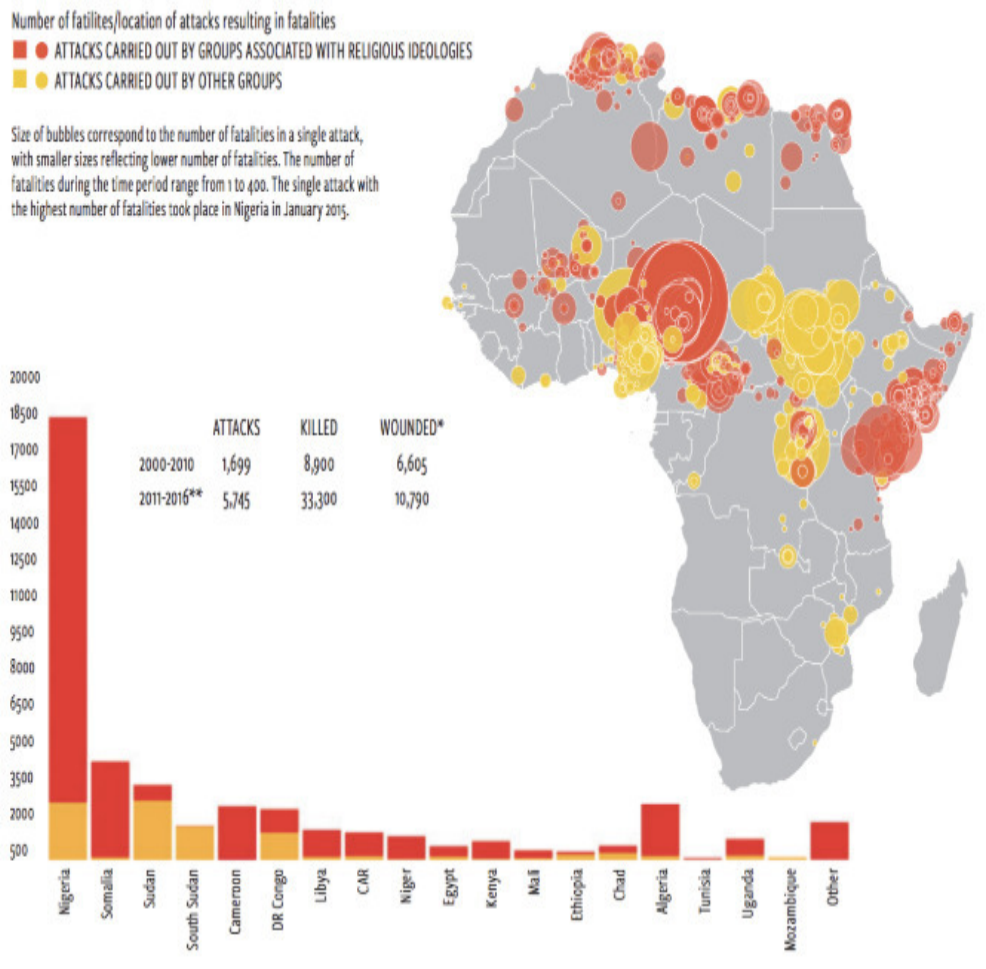 Number of fatilites/location of attacks resulting in fatalities
ATTACKS CARRIED OUT BY GROUPS ASSOCIATED WITH RELIGIOUS IDEOLOGIES
ATTACKS CARRIED OUT BY OTHER GROUPS
Size of bubbles correspond to the number of fatalities in a single attack,
with smaller sizes reflecting lower number of fatalities. The number of
fatalities during the time period range from 1 to 400. The single attack with
the highest number of fatalities took place in Nigeria in January 2015.
20000
18500
17000
15500
14000
12500
11000
9500
8000
6500
5000
3500
2000
500
ATTACKS KILLED WOUNDED*
2000-2010 1,699 8,900 6,605
2011-2016** 5,745 33,300 10,790
Nigeria
Somalia
Sudan
South Sudan
Cameroon
DR Congo
Libya
CAR
Niger
Egypt
Kenya
Mali
Ethiopia
Chad
Algeria
Tunisia
Uganda
Mozambique
Other